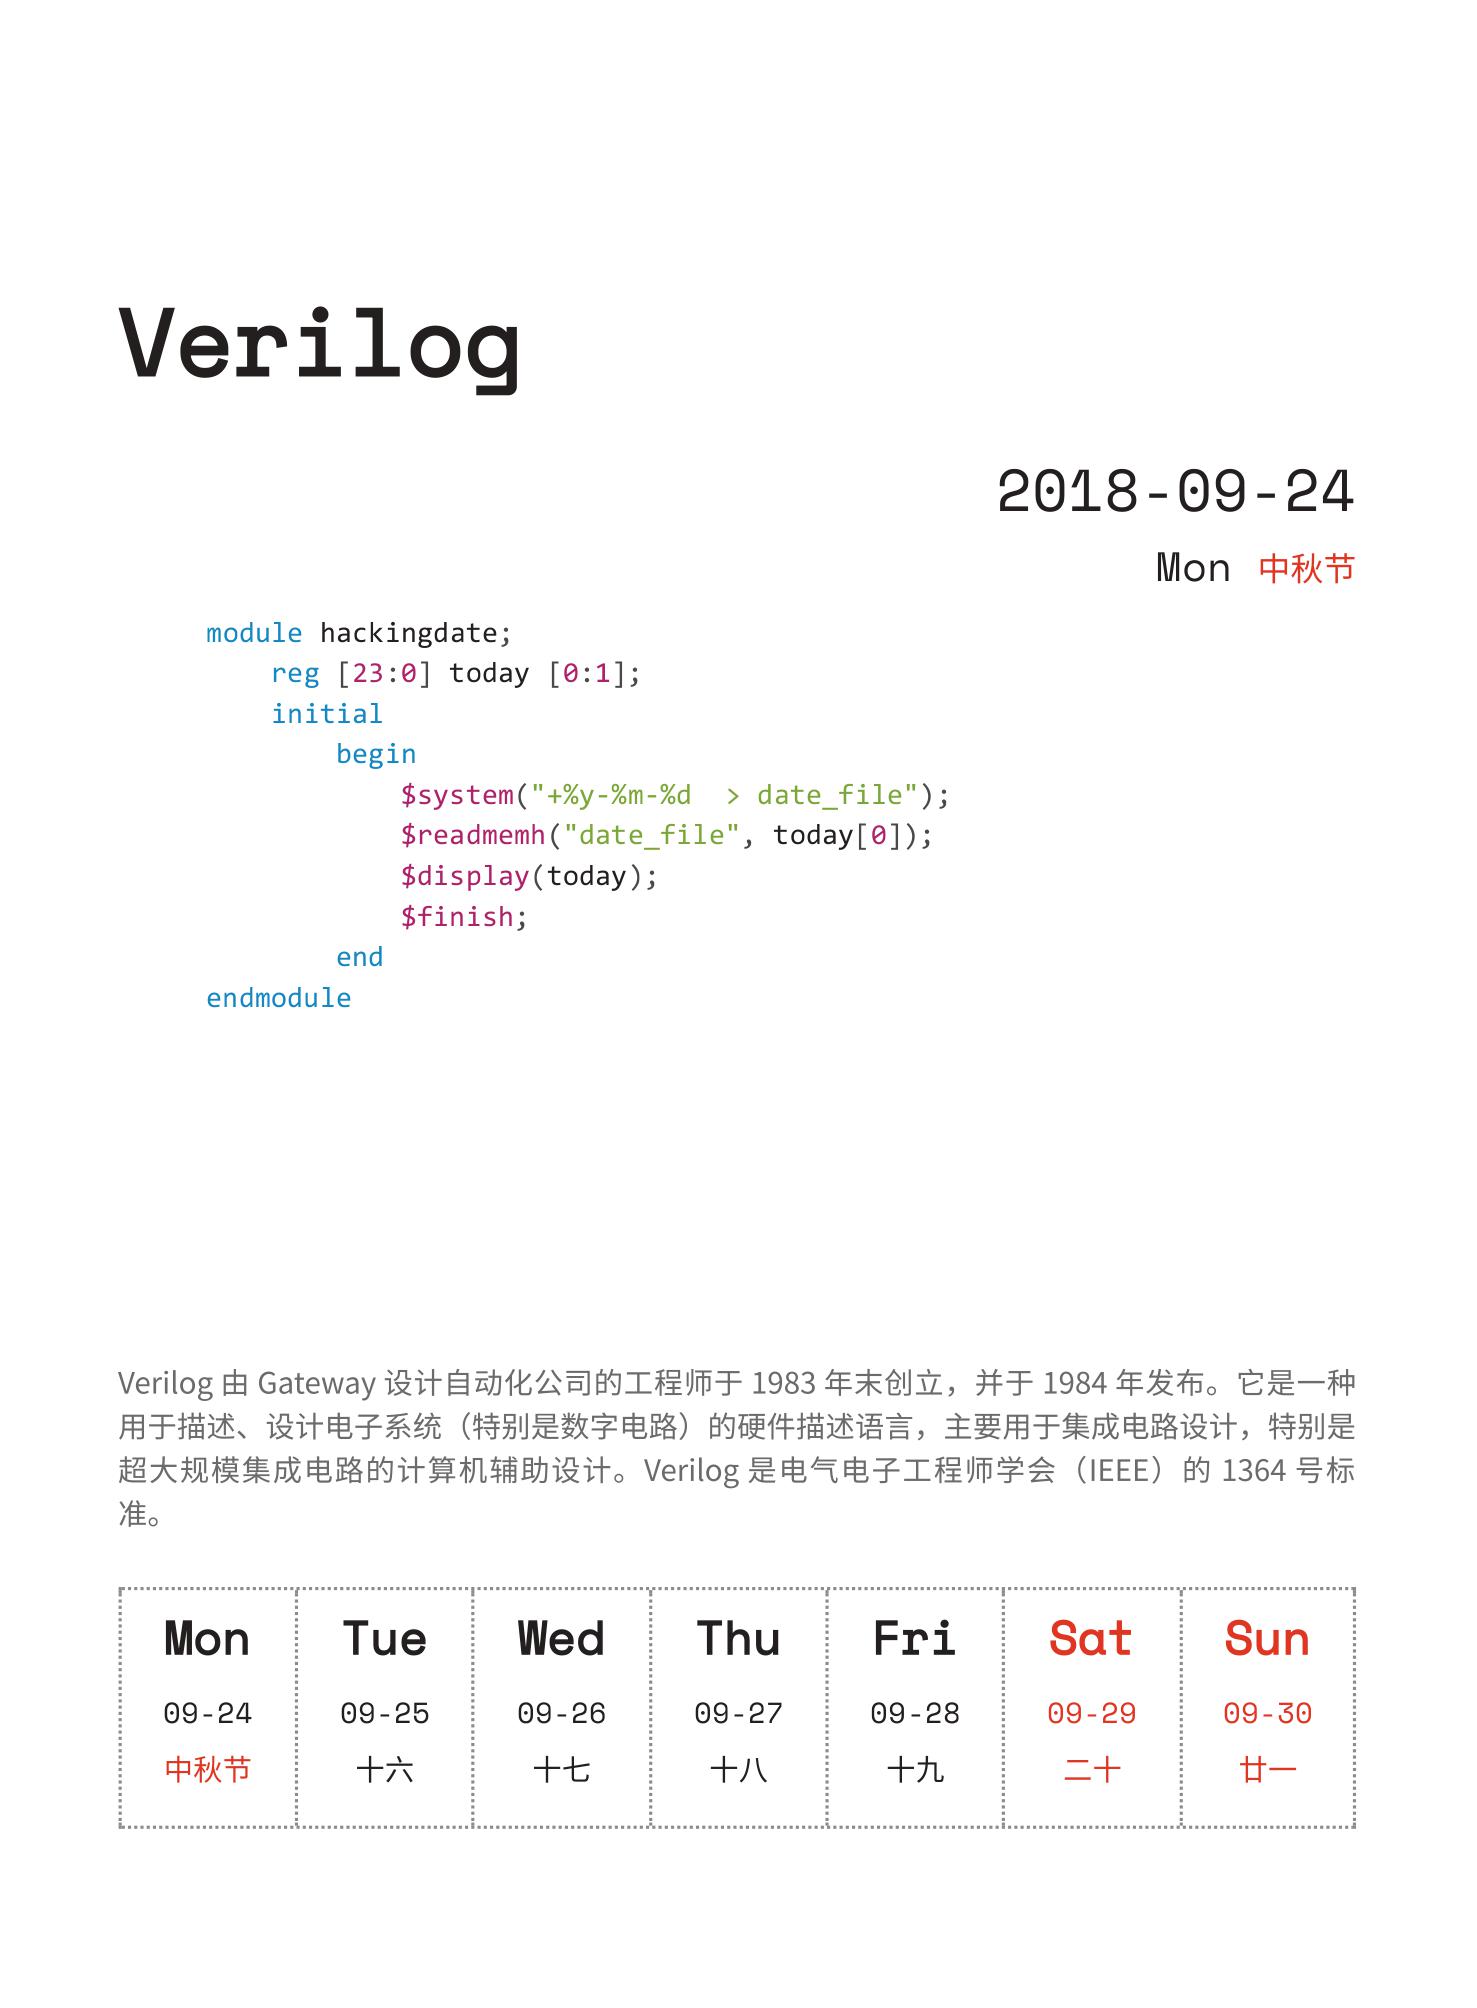 Verilog
2018-09-24
Mon 中秋节
module hackingdate;
    reg [23:0] today [0:1];
    initial
        begin
            $system("+%y-%m-%d  > date_file");
            $readmemh("date_file", today[0]);
            $display(today);
            $finish;
        end
endmodule
Verilog 由 Gateway 设计自动化公司的工程师于 1983 年末创立，并于 1984 年发布。它是一种
用于描述、设计电子系统（特别是数字电路）的硬件描述语言，主要用于集成电路设计，特别是
超大规模集成电路的计算机辅助设计。Verilog 是电气电子工程师学会（IEEE）的 1364 号标
准。
Mon Tue Wed Thu Fri Sat Sun
09-24 09-25 09-26 09-27 09-28 09-29 09-30
中秋节 十六 十七 十八 十九 二十 廿一